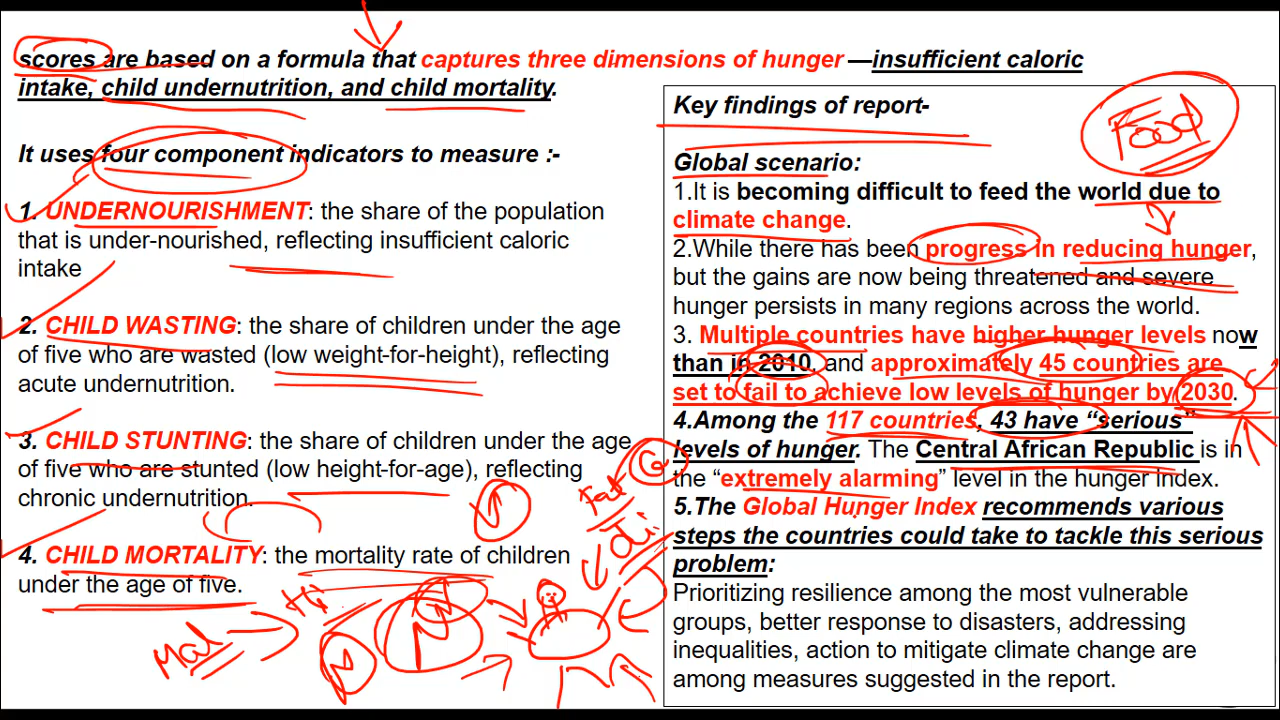 scores are based on a formula that captures three dimensions of hunger —insufficient caloric
intake, child undernutrition, and child mortality.
It uses four component indicators to measure :-
1. UNDERNOURISHMENT: the share of the population
that is under-nourished, reflecting insufficient caloric
intake
2. CHILD WASTING: the share of children under the age
of five who are wasted (low weight-for-height), reflecting
acute undernutrition.
3. CHILD STUNTING: the share of children under the age
of five who are stunted (low height-for-age), reflecting
chronic undernutrition.
4. CHILD MORTALITY: the mortality rate of children
under the age of five.
Mal
Fat
Key findings of report-
Food
Global scenario:
1.It is becoming difficult to feed the world due to
climate change.
2.While there has been progress in reducing hunger,
but the gains are now being threatened and severe
hunger persists in many regions across the world.
3. Multiple countries have higher hunger levels now
than in 2010, and approximately 45 countries are
set to fail to achieve low levels of hunger by 2030.
4.Among the 117 countries, 43 have “serious”
levels of hunger. The Central African Republic is in
the “extremely alarming” level in the hunger index.
5.The Global Hunger Index recommends various
steps the countries could take to tackle this serious
problem:
Prioritizing resilience among the most vulnerable
groups, better response to disasters, addressing
inequalities, action to mitigate climate change are
among measures suggested in the report.